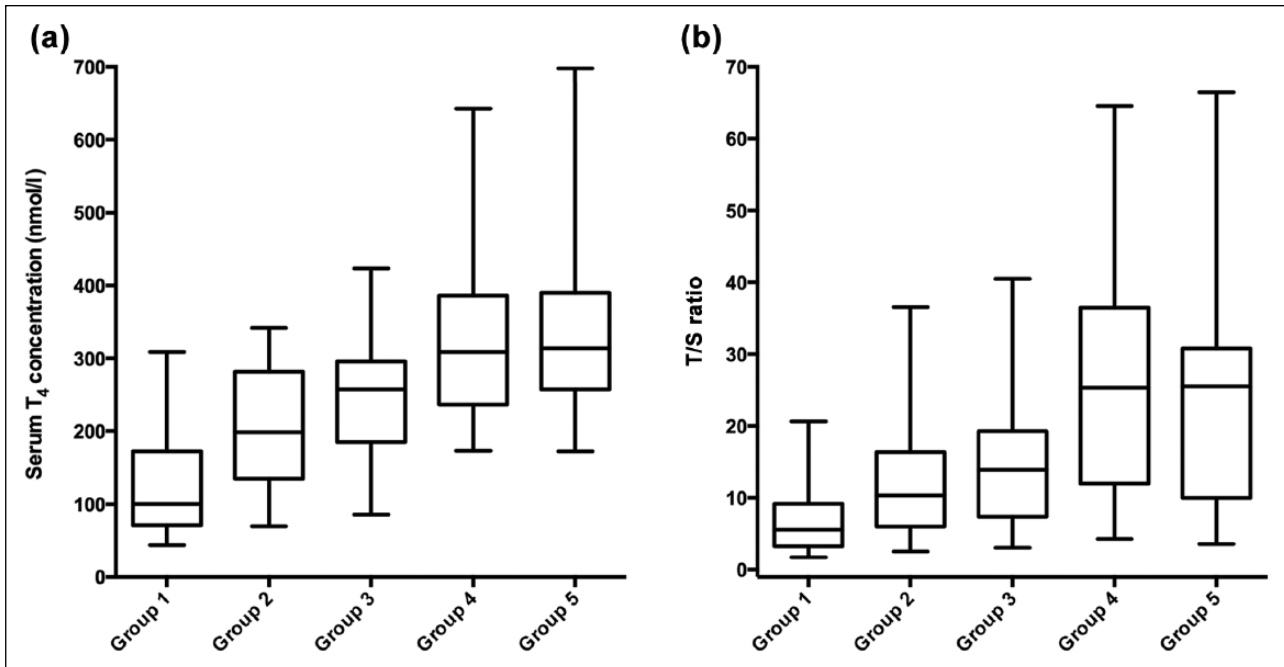 (a)
Serum T4 concentration (nmol/l)
700
600
500
400
300
200
100
0
Group 1
Group 2
Group 3
Group 4
Group 5
(b)
T/S ratio
70
60
50
40
30
20
10
0
Group 1
Group 2
Group 3
Group 4
Group 5